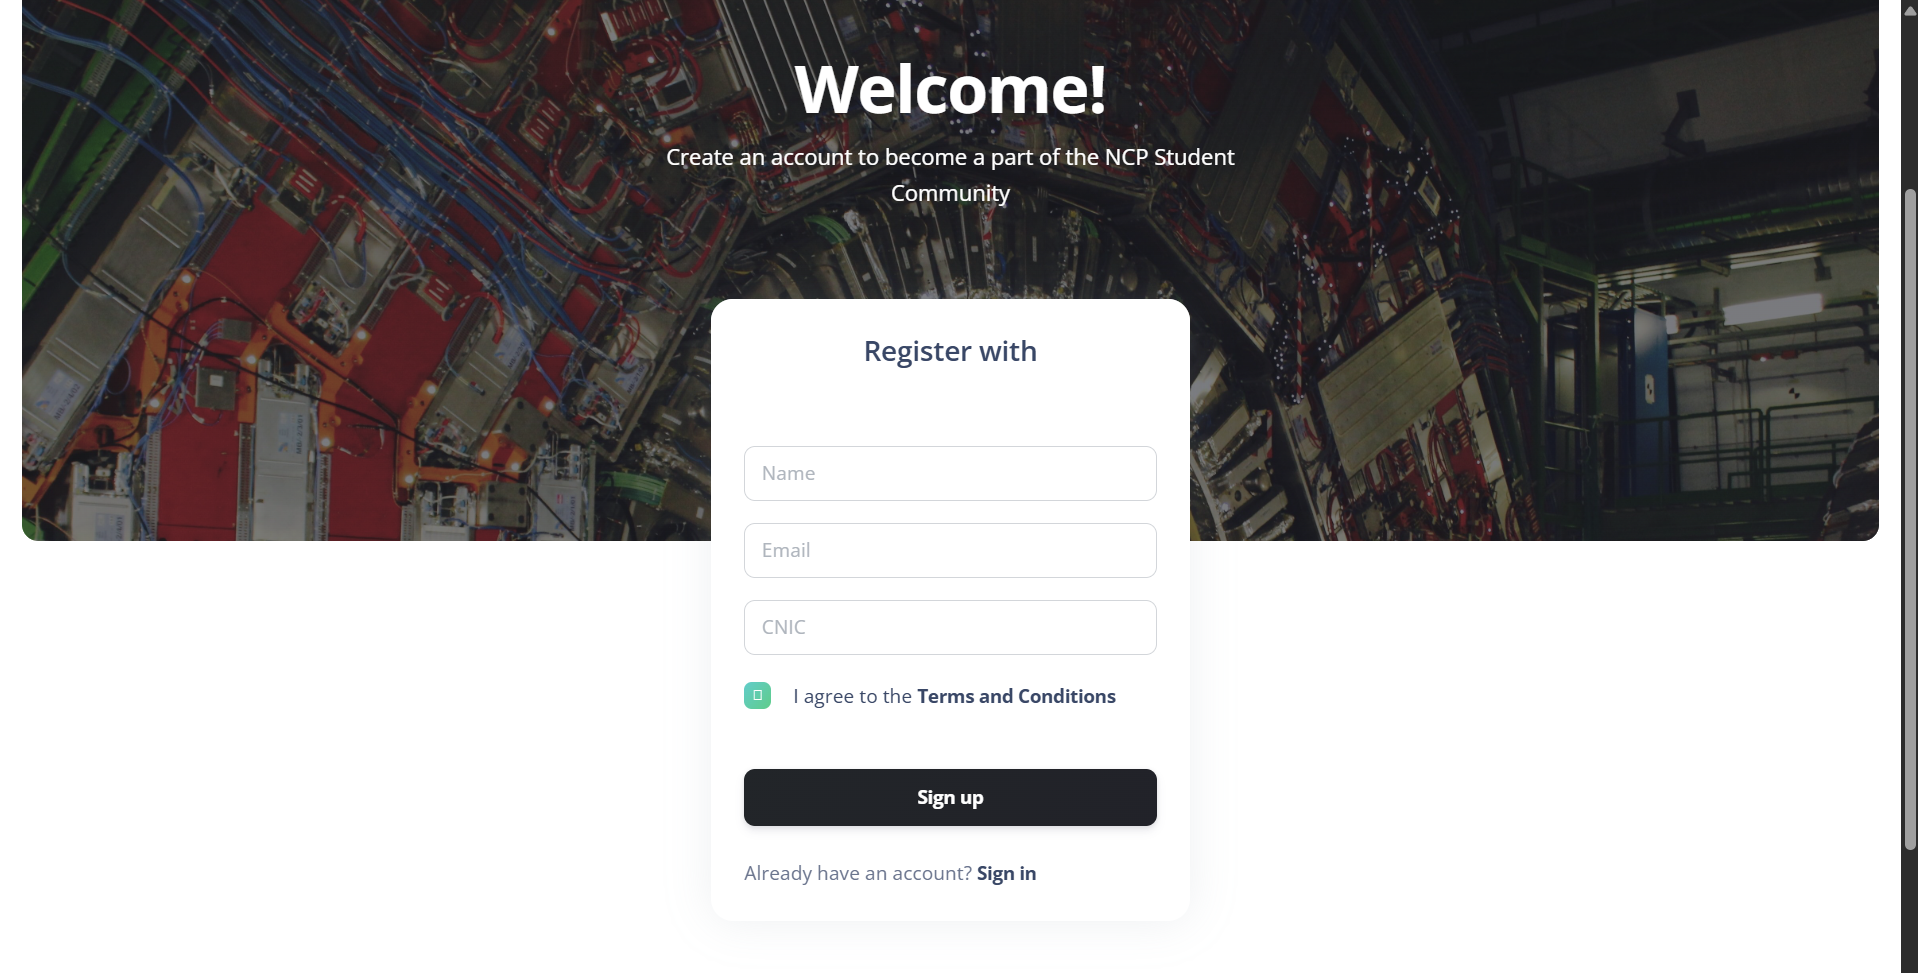 Welcome!
Create an account to become a part of the NCP Student
Community
Register with
Name
Email
CNIC
I agree to the Terms and Conditions
Sign up
Already have an account? Sign in